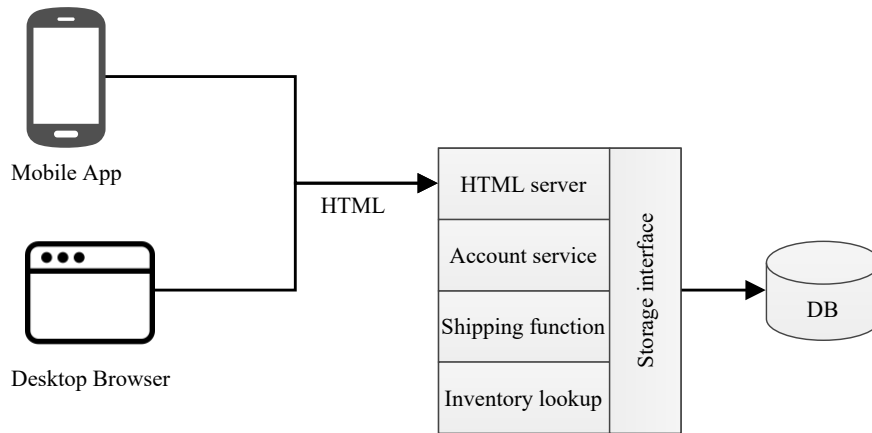 Mobile App
HTML
HTML server
Account service
Shipping function
Inventory lookup
Storage interface
DB
Desktop Browser